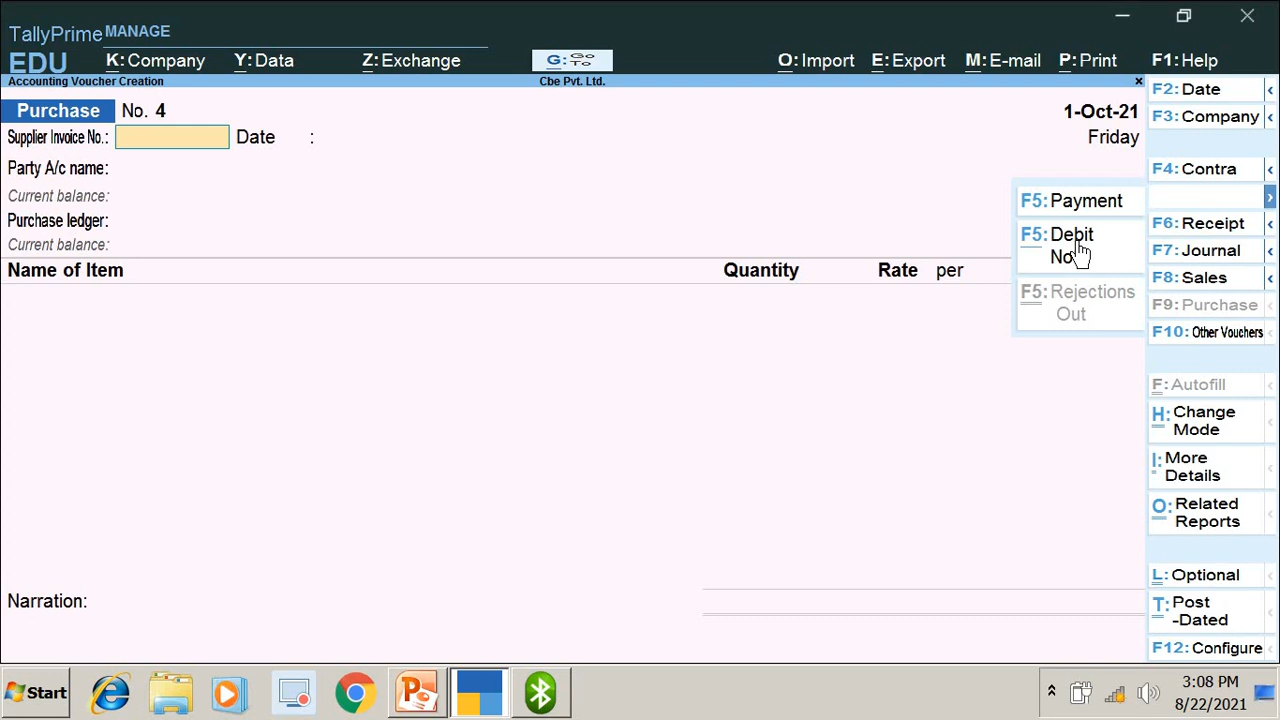 TallyPrime MANAGE
EDU K: Company Y: Data Z: Exchange G: Go To O: Import E: Export M: E-mail P: Print F1: Help
Accounting Voucher Creation Cbe Pvt. Ltd. ×
Purchase No. 4 1-Oct-21
Supplier Invoice No.: Date : Friday
Party A/c name:
Current balance:
Purchase ledger:
Current balance:
Name of Item Quantity Rate per
Narration:
F5: Payment
F5: Debit
No
F5: Rejections
Out
F2: Date
F3: Company
F4: Contra
F6: Receipt
F7: Journal
F8: Sales
F9: Purchase
F10: Other Vouchers
F: Autofill
H: Change
Mode
I: More
Details
O: Related
Reports
L: Optional
T: Post
-Dated
F12: Configure
Start
3:08 PM
8/22/2021